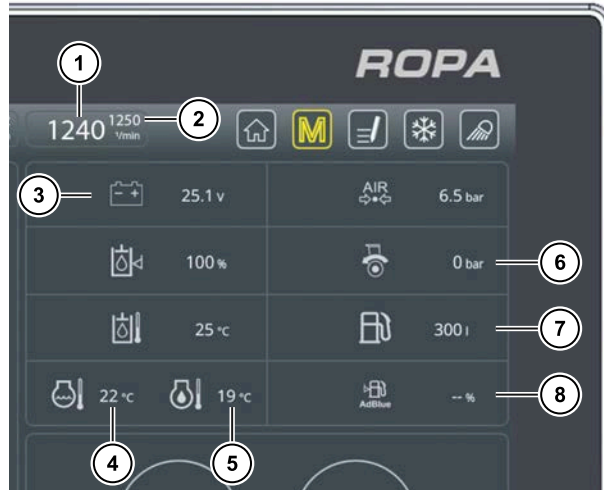 1
ROPA
1240 1250
¹/min
2
M
3
25.1 V
AIR
6.5 bar
100 %
0 bar
6
25 °C
300 l
7
22 °C
19 °C
AdBlue
-- %
8
4
5